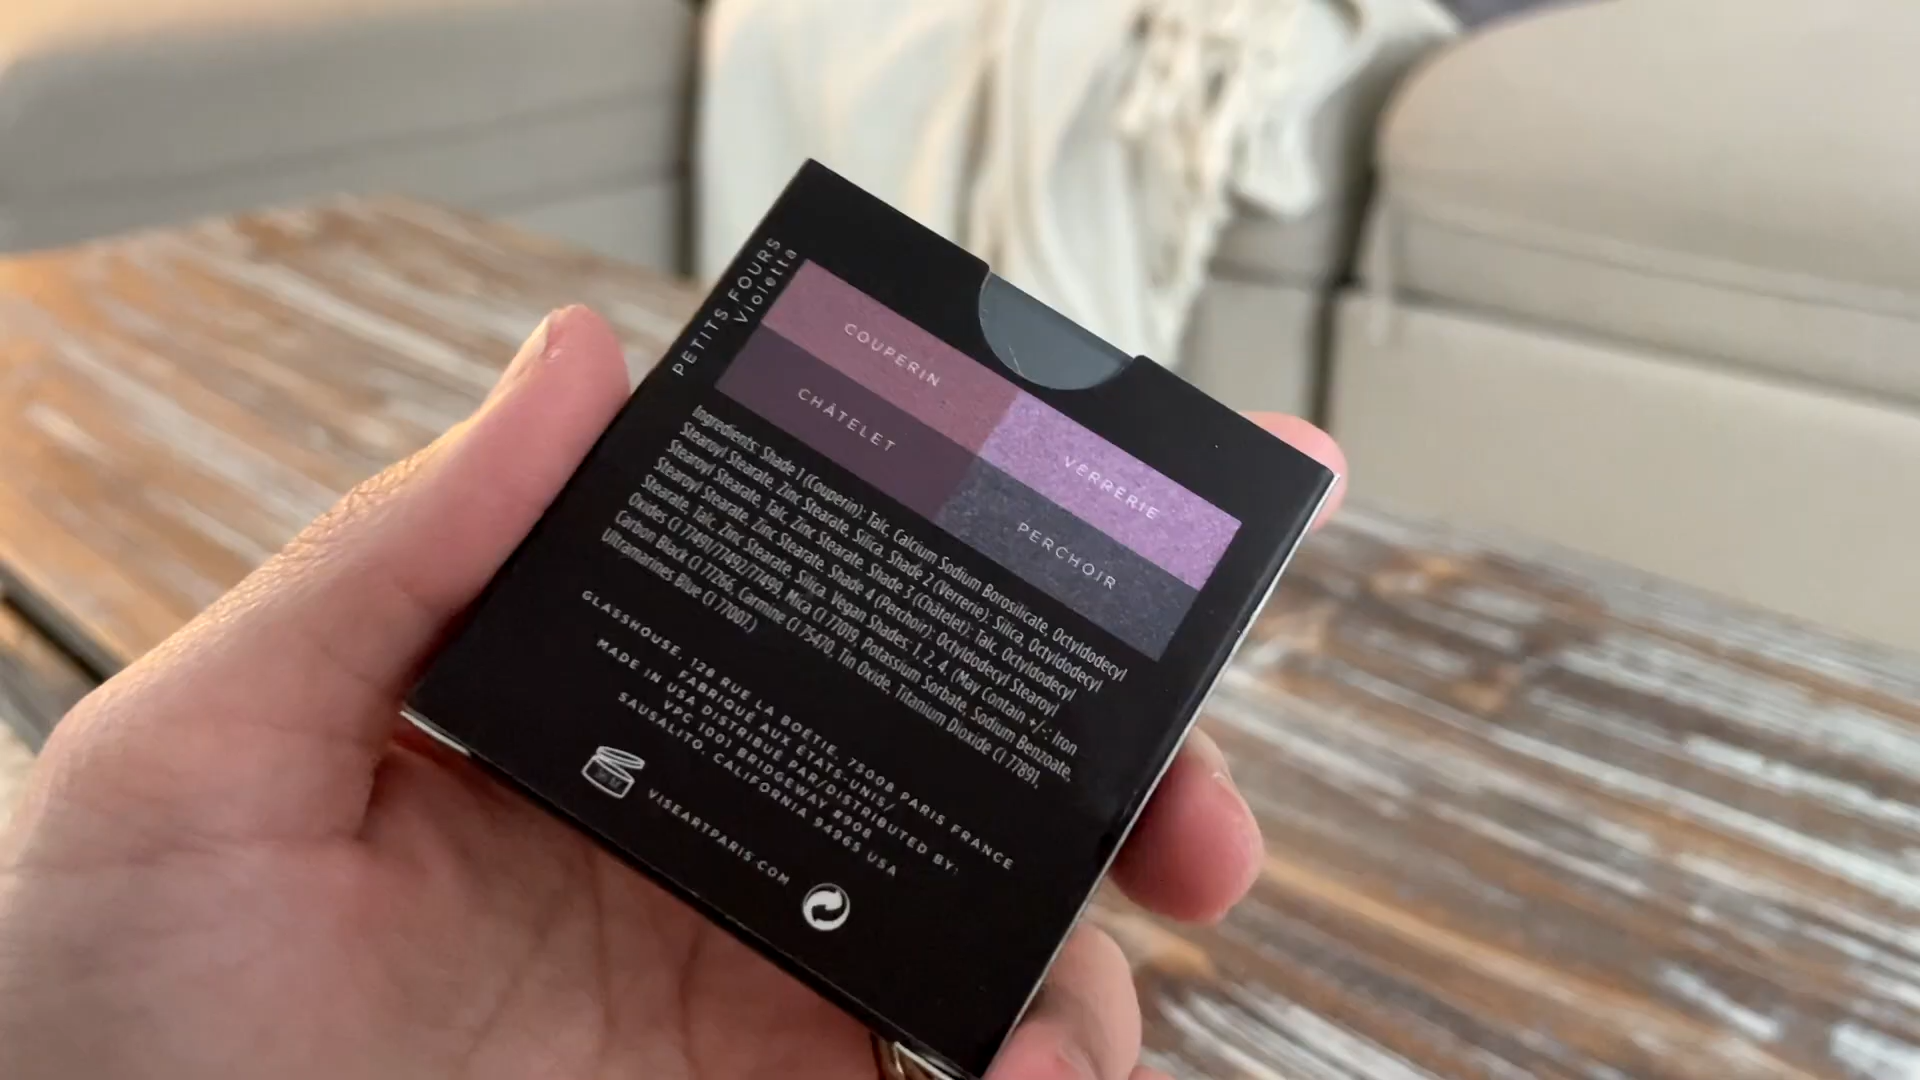 PETITS FOURS
Violetta
COUPERIN
VERRERIE
CHÂTELET
PERCHOIR
Ingredients: Shade 1 (Couperin): Talc, Calcium Sodium Borosilicate, Octyldodecyl
Stearoyl Stearate, Zinc Stearate, Silica. Shade 2 (Verrerie): Silica, Octyldodecyl
Stearoyl Stearate, Talc, Zinc Stearate. Shade 3 (Châtelet): Talc, Octyldodecyl
Stearoyl Stearate, Zinc Stearate. Shade 4 (Perchoir): Octyldodecyl Stearoyl
Stearate, Talc, Zinc Stearate, Silica. Vegan Shades: 1, 2, 4. (May Contain +/-: Iron
Oxides CI 77491/77492/77499, Mica CI 77019, Potassium Sorbate, Sodium Benzoate,
Carbon Black CI 77266, Carmine CI 75470, Tin Oxide, Titanium Dioxide CI 77891,
Ultramarines Blue CI 77007.)
GLASSHOUSE, 128 RUE LA BOETIE, 75008 PARIS FRANCE
FABRIQUÉ AUX ÉTATS-UNIS/
MADE IN USA DISTRIBUÉ PAR/DISTRIBUTED BY:
VPC (1001 BRIDGEWAY #908
SAUSALITO, CALIFORNIA 94965 USA
VISEARTPARIS.COM